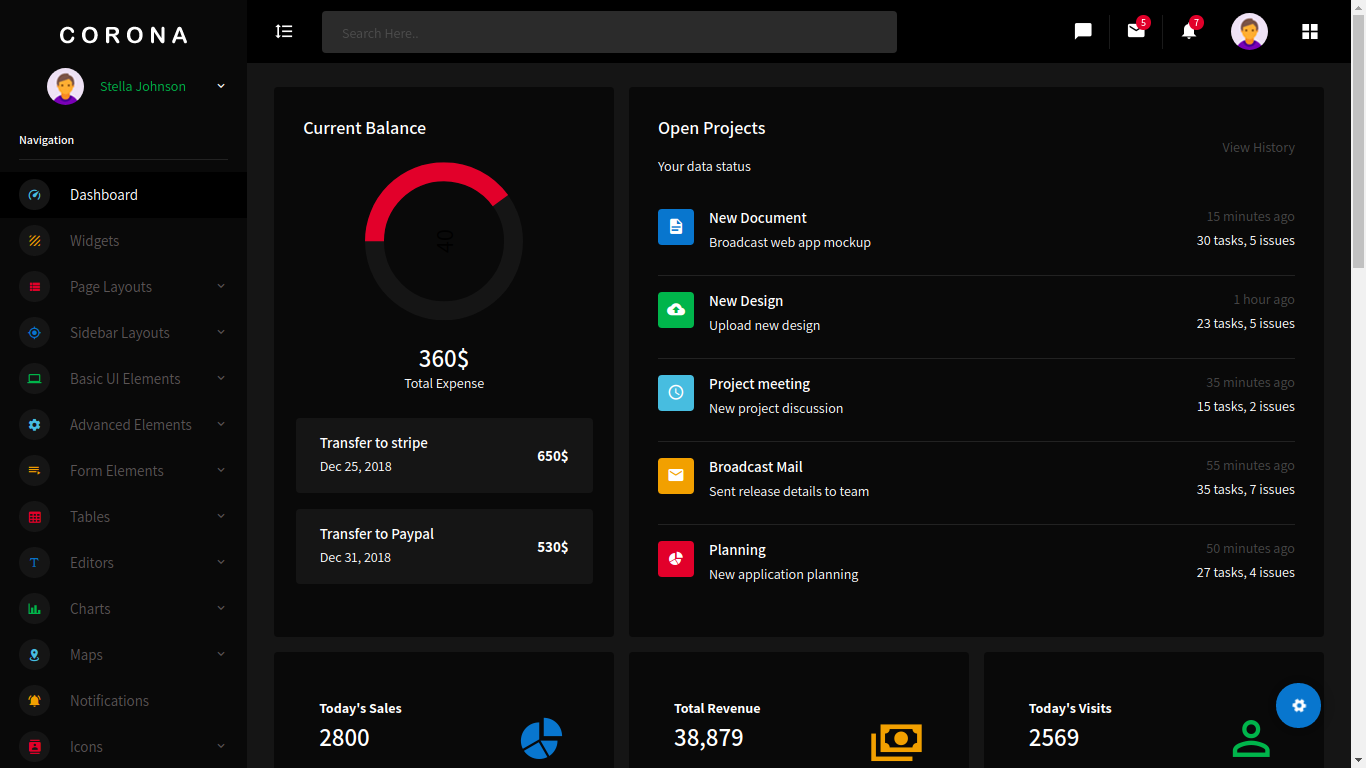 CORONA
Stella Johnson
Navigation
Dashboard
Widgets
Page Layouts
Sidebar Layouts
Basic UI Elements
Advanced Elements
Form Elements
Tables
Editors
Charts
Maps
Notifications
Icons
Search Here..
5
7
Current Balance
40
360$
Total Expense
Transfer to stripe
Dec 25, 2018
650$
Transfer to Paypal
Dec 31, 2018
530$
Open Projects
View History
Your data status
New Document
15 minutes ago
Broadcast web app mockup
30 tasks, 5 issues
New Design
1 hour ago
Upload new design
23 tasks, 5 issues
Project meeting
35 minutes ago
New project discussion
15 tasks, 2 issues
Broadcast Mail
55 minutes ago
Sent release details to team
35 tasks, 7 issues
Planning
50 minutes ago
New application planning
27 tasks, 4 issues
Today's Sales
2800
Total Revenue
38,879
Today's Visits
2569